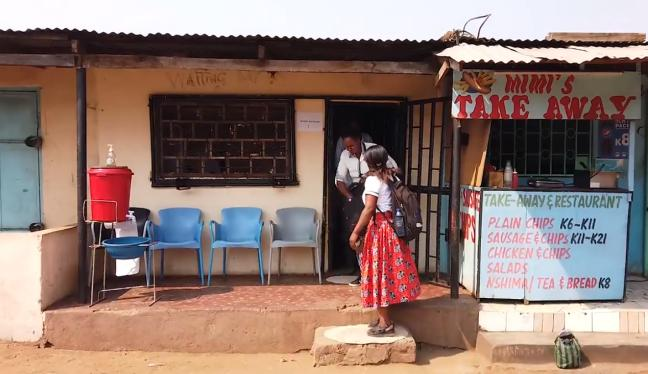 WAITING
MIMI'S
TAKE AWAY
K8
TAKE-AWAY & RESTAURANT
PLAIN CHIPS K6-K11
SAUSAGE & CHIPS K11-K21
CHICKEN & CHIPS
SALADS
NSHIMA/ TEA & BREAD K8